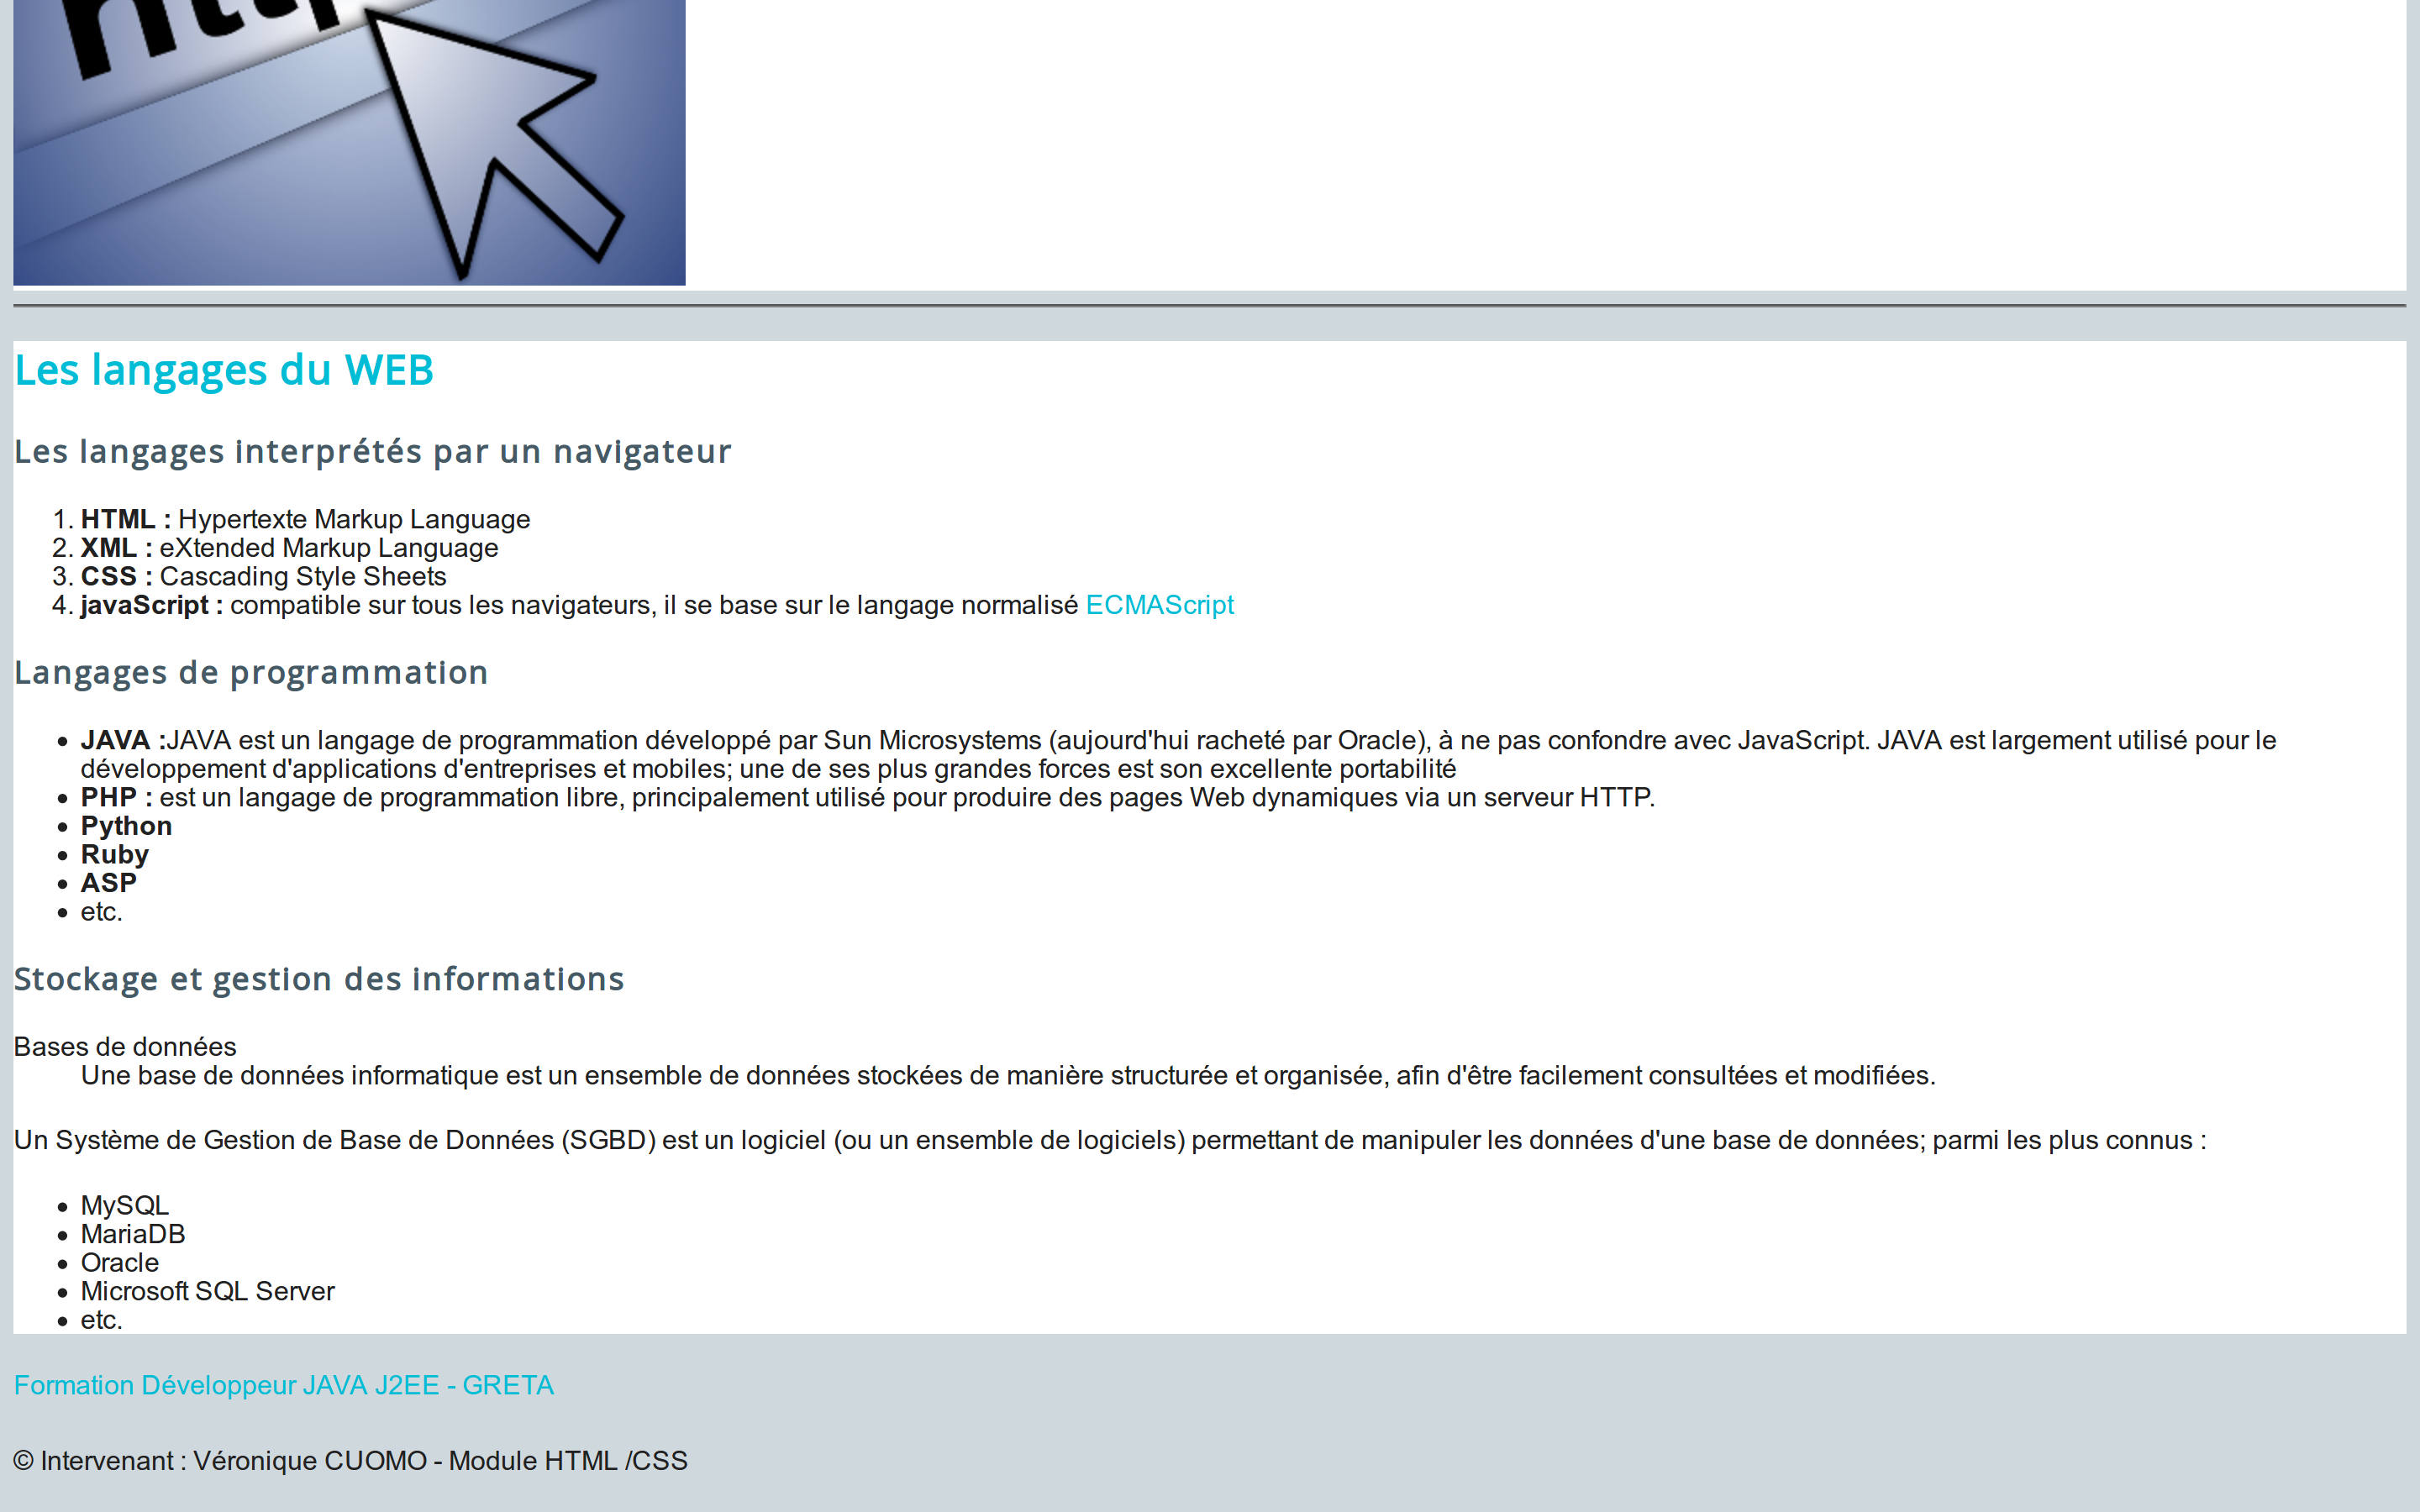 http
Les langages du WEB
Les langages interprétés par un navigateur
1. HTML : Hypertexte Markup Language
2. XML : eXtended Markup Language
3. CSS : Cascading Style Sheets
4. javaScript : compatible sur tous les navigateurs, il se base sur le langage normalisé ECMAScript
Langages de programmation
• JAVA :JAVA est un langage de programmation développé par Sun Microsystems (aujourd'hui racheté par Oracle), à ne pas confondre avec JavaScript. JAVA est largement utilisé pour le
développement d'applications d'entreprises et mobiles; une de ses plus grandes forces est son excellente portabilité
• PHP : est un langage de programmation libre, principalement utilisé pour produire des pages Web dynamiques via un serveur HTTP.
• Python
• Ruby
• ASP
• etc.
Stockage et gestion des informations
Bases de données
Une base de données informatique est un ensemble de données stockées de manière structurée et organisée, afin d'être facilement consultées et modifiées.
Un Système de Gestion de Base de Données (SGBD) est un logiciel (ou un ensemble de logiciels) permettant de manipuler les données d'une base de données; parmi les plus connus :
• MySQL
• MariaDB
• Oracle
• Microsoft SQL Server
• etc.
Formation Développeur JAVA J2EE - GRETA
© Intervenant : Véronique CUOMO - Module HTML /CSS